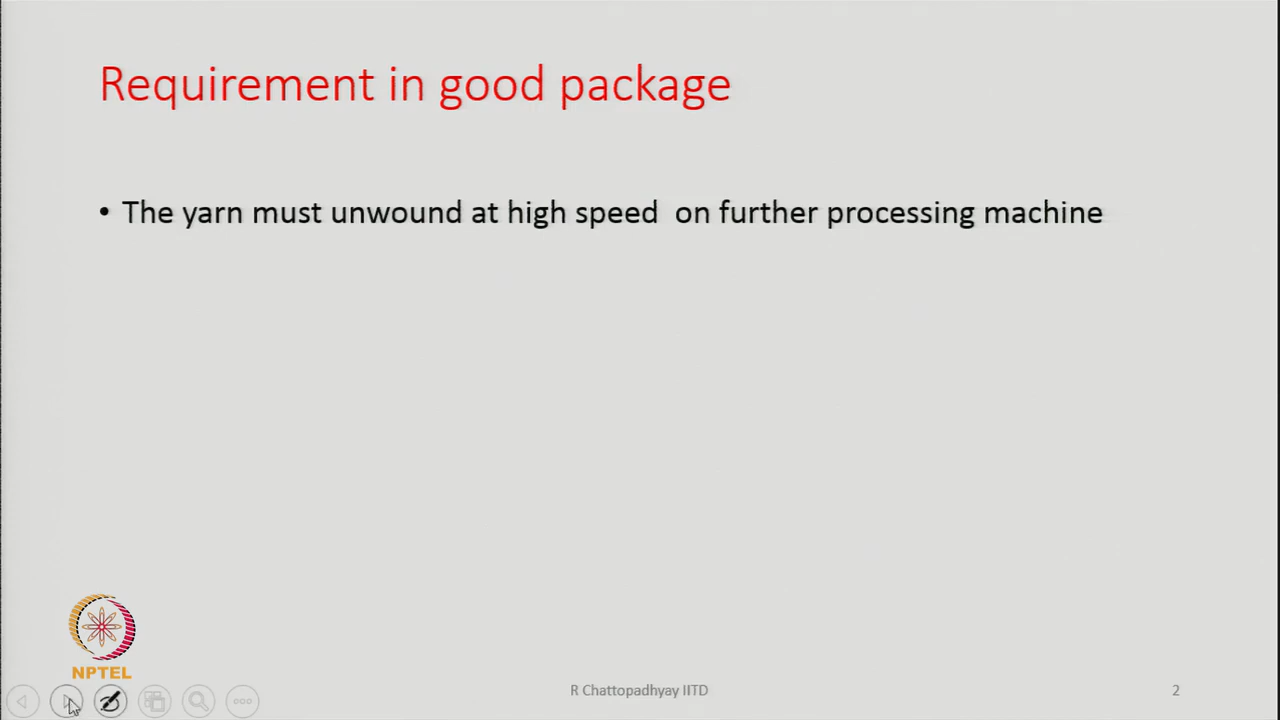 Requirement in good package
• The yarn must unwound at high speed on further processing machine
NPTEL
R Chattopadhyay IITD
2